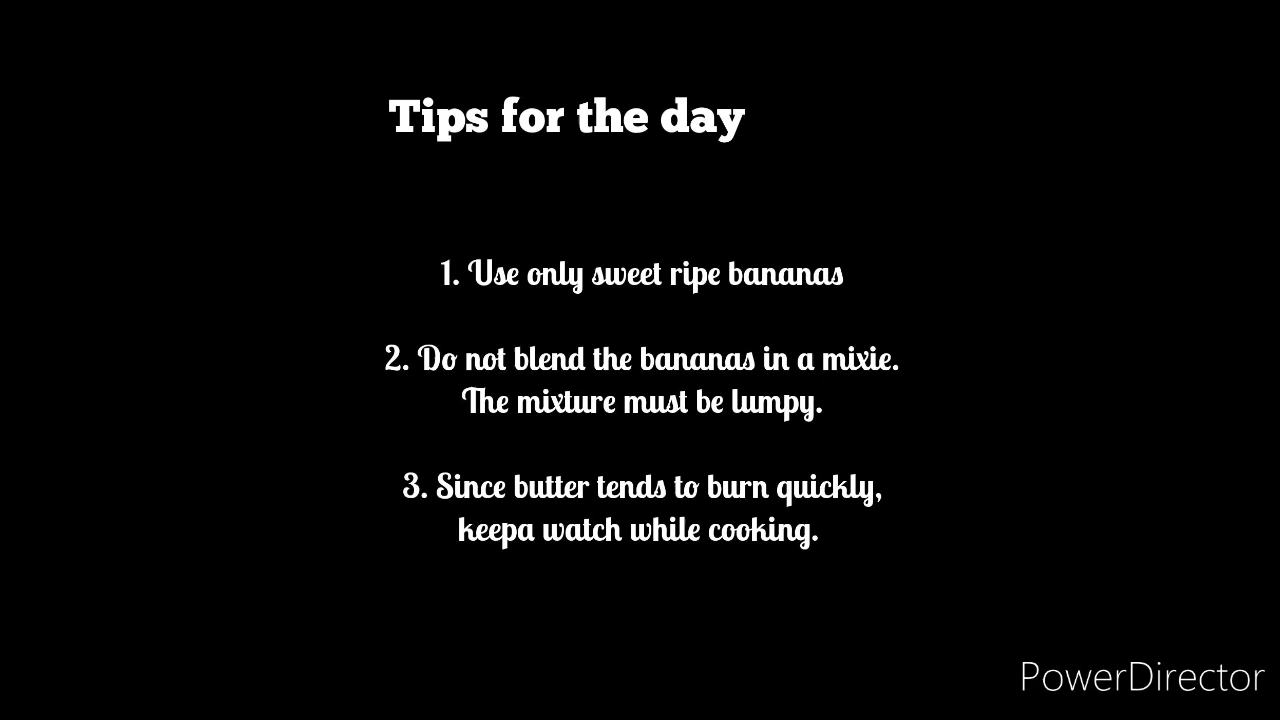 Tips for the day
1. Use only sweet ripe bananas
2. Do not blend the bananas in a mixie.
The mixture must be lumpy.
3. Since butter tends to burn quickly,
keepa watch while cooking.
PowerDirector